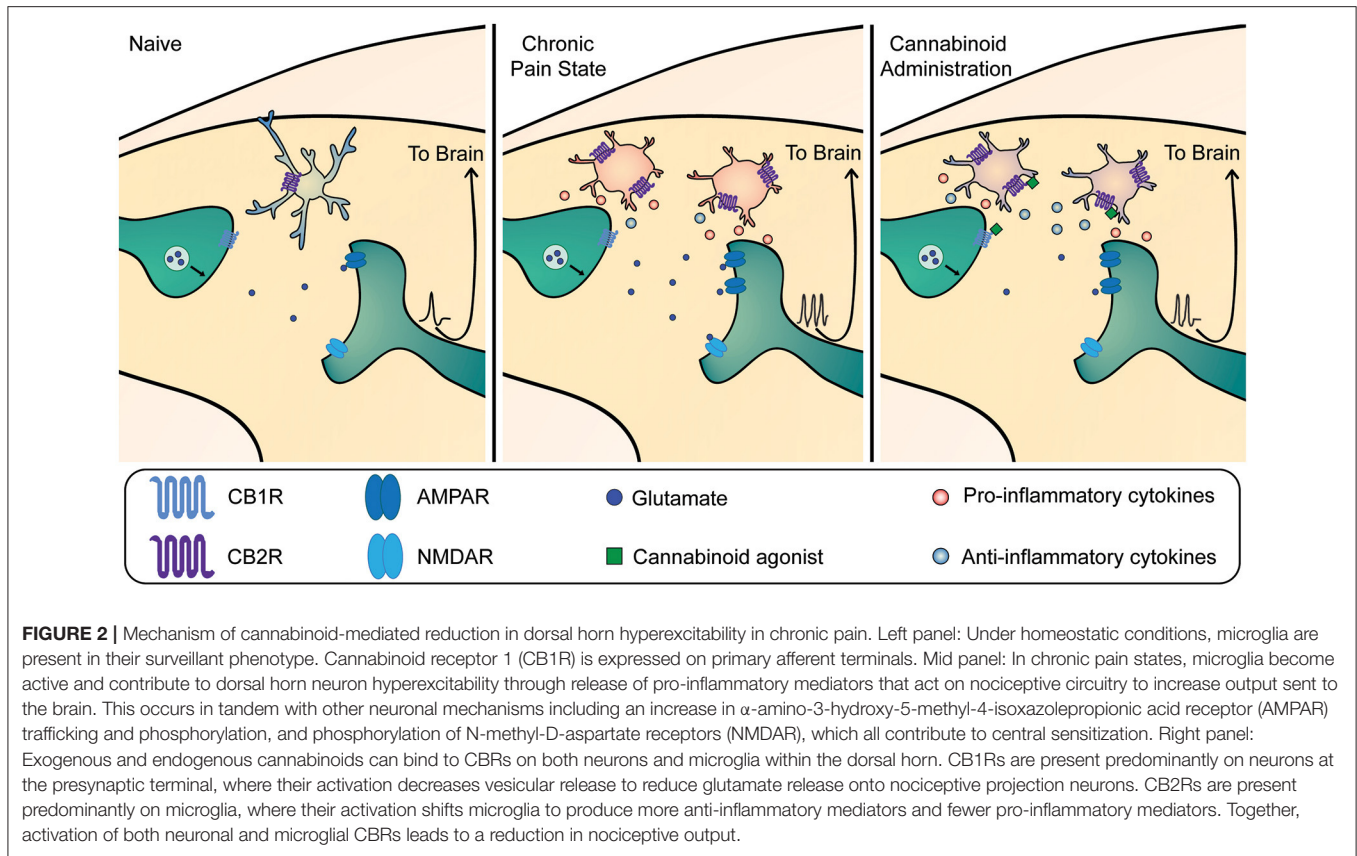 Naive
Chronic
Pain State
Cannabinoid
Administration
To Brain
To Brain
To Brain
CB1R
AMPAR
Glutamate
Pro-inflammatory cytokines
CB2R
NMDAR
Cannabinoid agonist
Anti-inflammatory cytokines
FIGURE 2 | Mechanism of cannabinoid-mediated reduction in dorsal horn hyperexcitability in chronic pain. Left panel: Under homeostatic conditions, microglia are
present in their surveillant phenotype. Cannabinoid receptor 1 (CB1R) is expressed on primary afferent terminals. Mid panel: In chronic pain states, microglia become
active and contribute to dorsal horn neuron hyperexcitability through release of pro-inflammatory mediators that act on nociceptive circuitry to increase output sent to
the brain. This occurs in tandem with other neuronal mechanisms including an increase in α-amino-3-hydroxy-5-methyl-4-isoxazolepropionic acid receptor (AMPAR)
trafficking and phosphorylation, and phosphorylation of N-methyl-D-aspartate receptors (NMDAR), which all contribute to central sensitization. Right panel:
Exogenous and endogenous cannabinoids can bind to CBRs on both neurons and microglia within the dorsal horn. CB1Rs are present predominantly on neurons at
the presynaptic terminal, where their activation decreases vesicular release to reduce glutamate release onto nociceptive projection neurons. CB2Rs are present
predominantly on microglia, where their activation shifts microglia to produce more anti-inflammatory mediators and fewer pro-inflammatory mediators. Together,
activation of both neuronal and microglial CBRs leads to a reduction in nociceptive output.